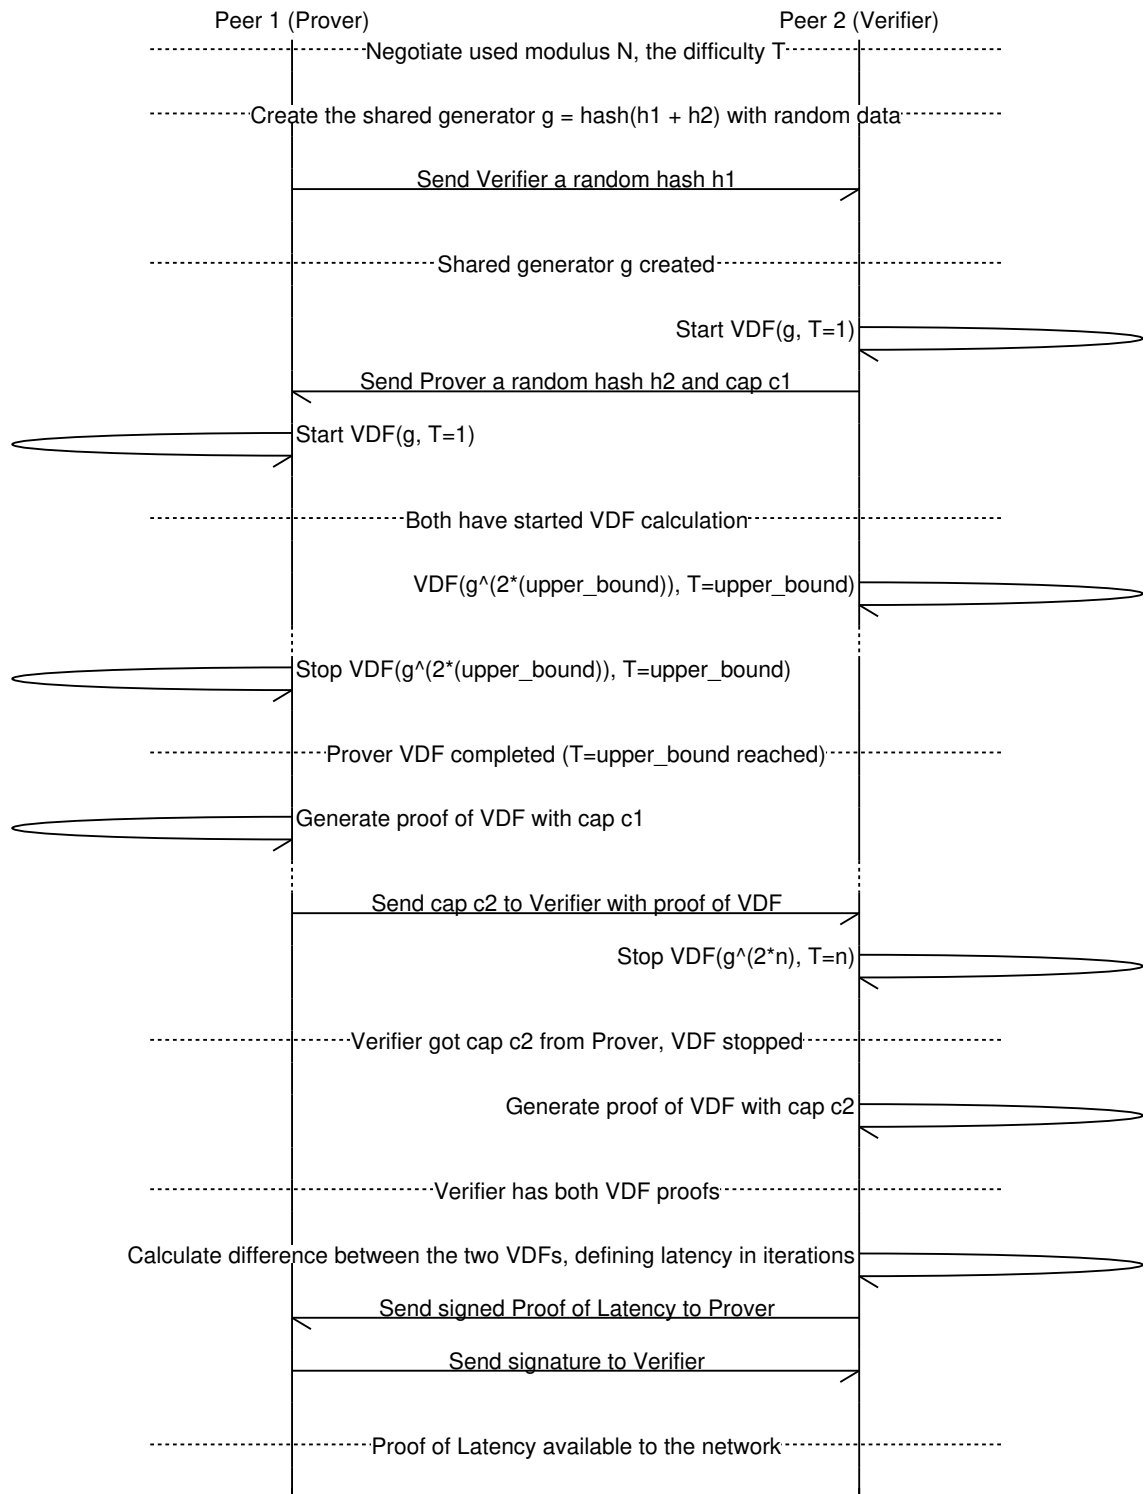 Peer 1 (Prover)
Peer 2 (Verifier)
Negotiate used modulus N, the difficulty T
Create the shared generator g = hash(h1 + h2) with random data
Send Verifier a random hash h1
Shared generator g created
Start VDF(g, T=1)
Send Prover a random hash h2 and cap c1
Start VDF(g, T=1)
Both have started VDF calculation
VDF(g^(2*(upper_bound)), T=upper_bound)
Stop VDF(g^(2*(upper_bound)), T=upper_bound)
Prover VDF completed (T=upper_bound reached)
Generate proof of VDF with cap c1
Send cap c2 to Verifier with proof of VDF
Stop VDF(g^(2*n), T=n)
Verifier got cap c2 from Prover, VDF stopped
Generate proof of VDF with cap c2
Verifier has both VDF proofs
Calculate difference between the two VDFs, defining latency in iterations
Send signed Proof of Latency to Prover
Send signature to Verifier
Proof of Latency available to the network